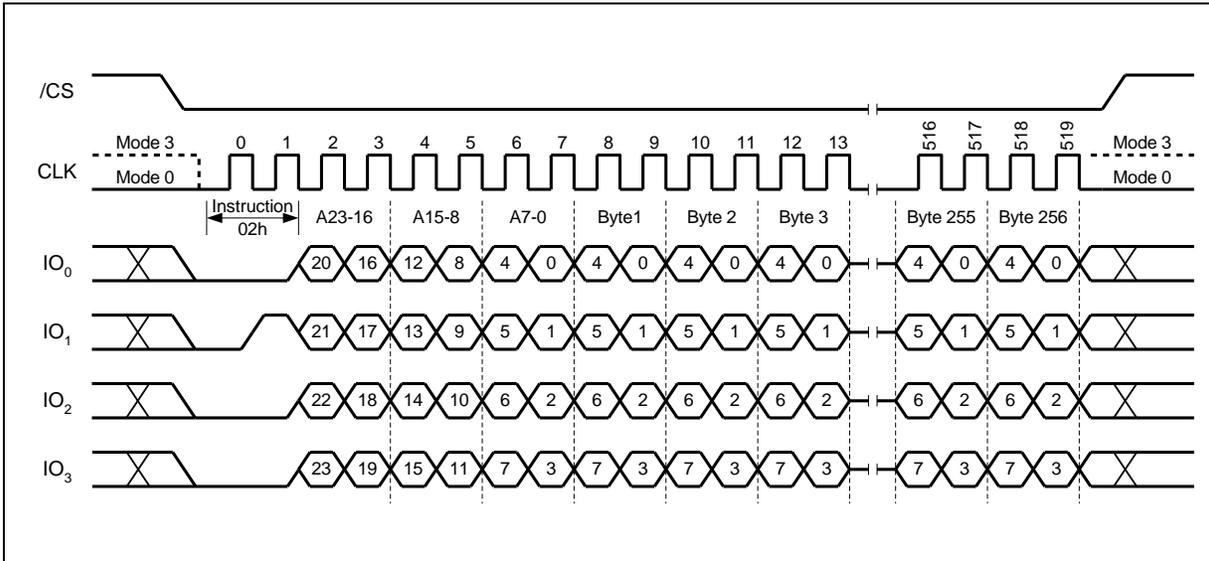 /CS
Mode 3 0 1 2 3 4 5 6 7 8 9 10 11 12 13 516 517 518 519 Mode 3
CLK
Mode 0 Mode 0
Instruction
02h
A23-16 A15-8 A7-0 Byte1 Byte 2 Byte 3 Byte 255 Byte 256
IO0 20 16 12 8 4 0 4 0 4 0 4 0 4 0 4 0
IO1 21 17 13 9 5 1 5 1 5 1 5 1 5 1 5 1
IO2 22 18 14 10 6 2 6 2 6 2 6 2 6 2 6 2
IO3 23 19 15 11 7 3 7 3 7 3 7 3 7 3 7 3